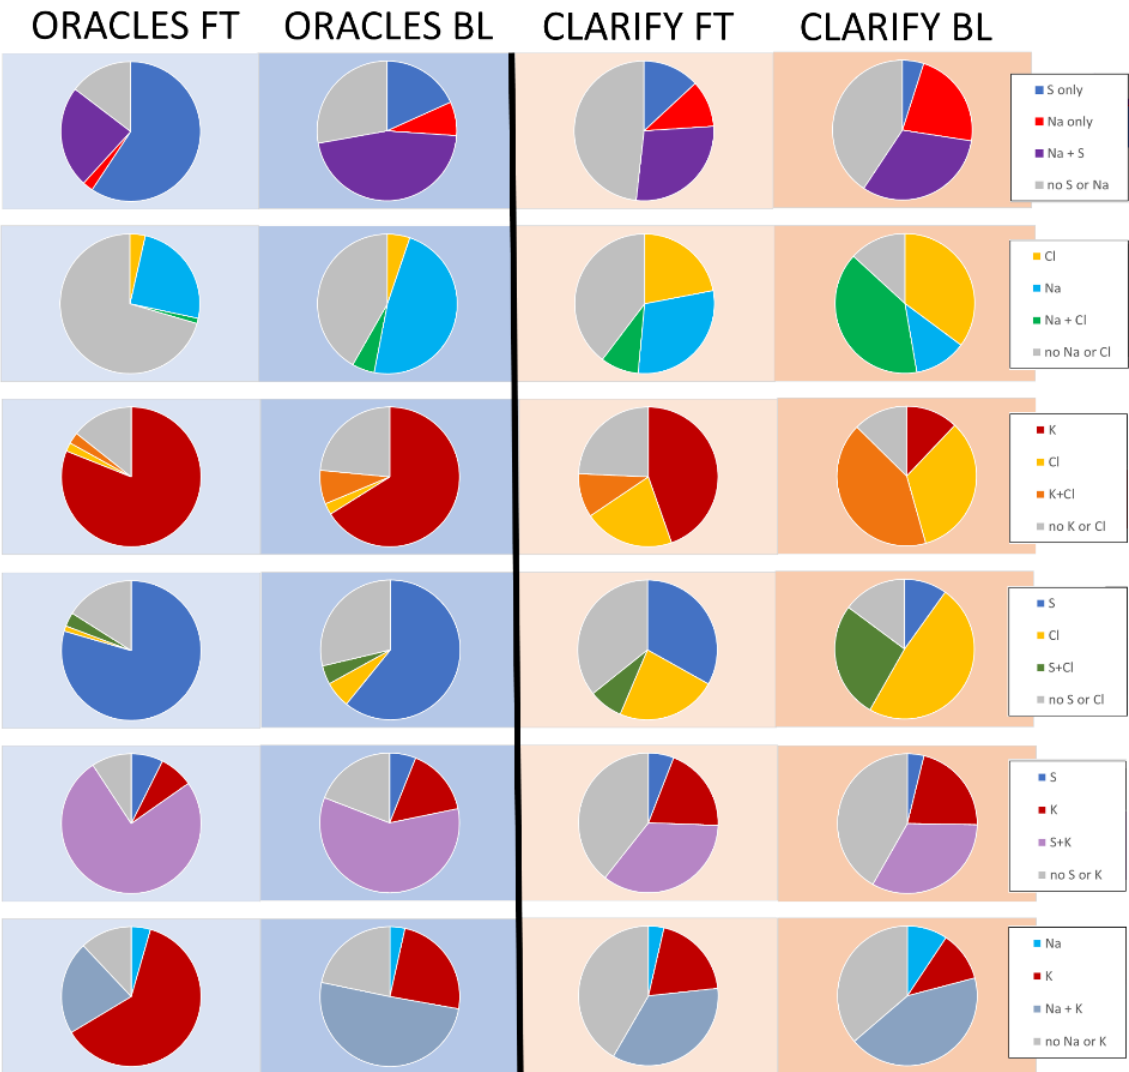 ORACLES FT
ORACLES BL
CLARIFY FT
CLARIFY BL
S only
Na only
Na + S
no S or Na
Cl
Na
Na + Cl
no Na or Cl
K
Cl
K+Cl
no K or Cl
S
Cl
S+Cl
no S or Cl
S
K
S+K
no S or K
Na
K
Na + K
no Na or K